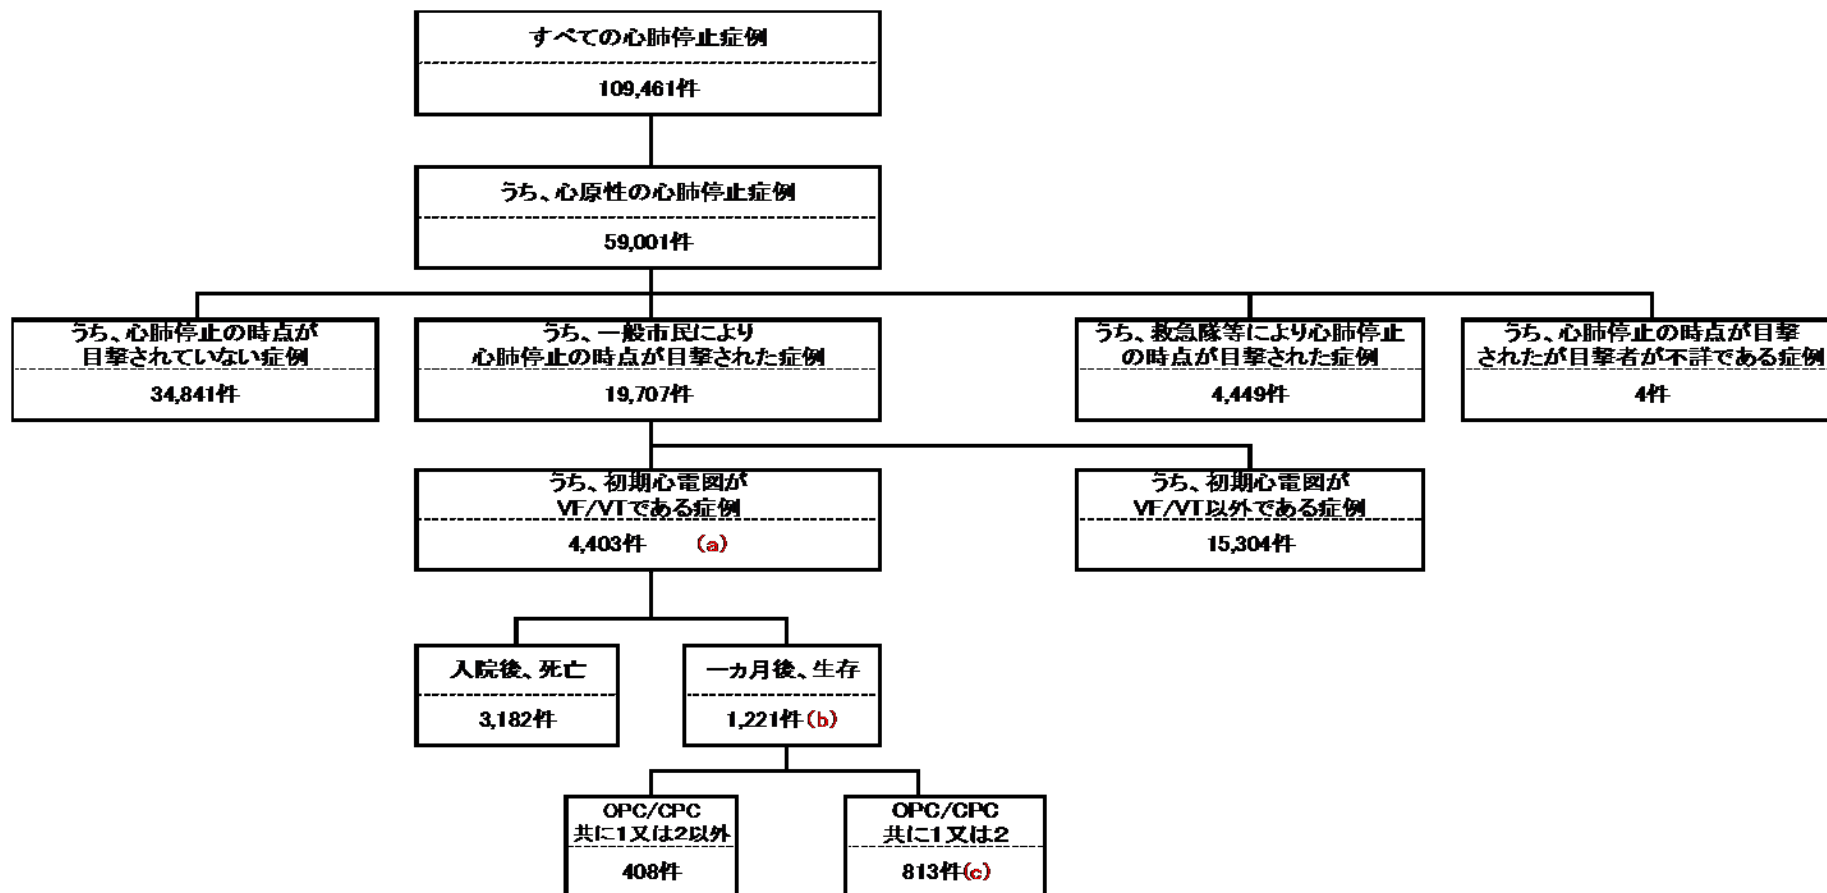 すべての心肺停止症例
109,461件
うち、心原性の心肺停止症例
59,001件
うち、心肺停止の時点が
目撃されていない症例
34,841件
うち、一般市民により
心肺停止の時点が目撃された症例
19,707件
うち、救急隊等により心肺停止
の時点が目撃された症例
4,449件
うち、心肺停止の時点が目撃
されたが目撃者が不詳である症例
4件
うち、初期心電図が
VF/VTである症例
4,403件 (a)
うち、初期心電図が
VF/VT以外である症例
15,304件
入院後、死亡
3,182件
一ヵ月後、生存
1,221件(b)
OPC/CPC
共に1又は2以外
408件
OPC/CPC
共に1又は2
813件(c)